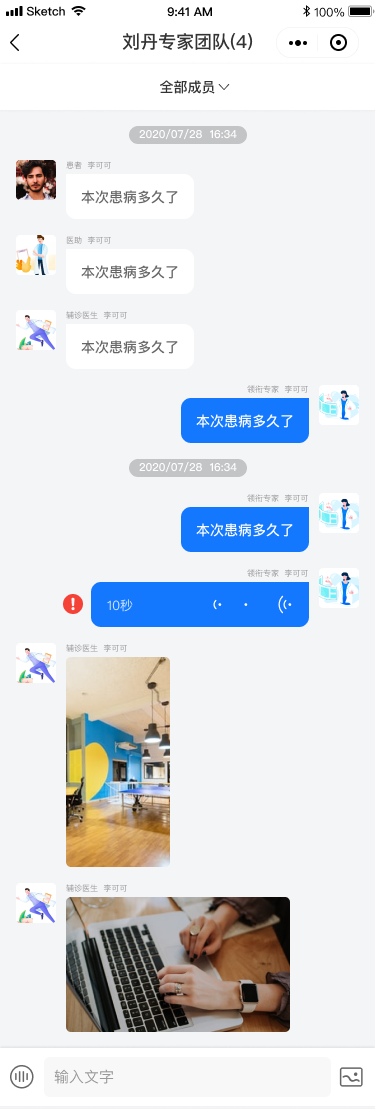 Sketch
9:41 AM
100%
刘丹专家团队(4)
全部成员
2020/07/28 16:34
患者 李可可
本次患病多久了
医助 李可可
本次患病多久了
辅诊医生 李可可
本次患病多久了
领衔专家 李可可
本次患病多久了
2020/07/28 16:34
领衔专家 李可可
本次患病多久了
领衔专家 李可可
10秒
辅诊医生 李可可
辅诊医生 李可可
输入文字